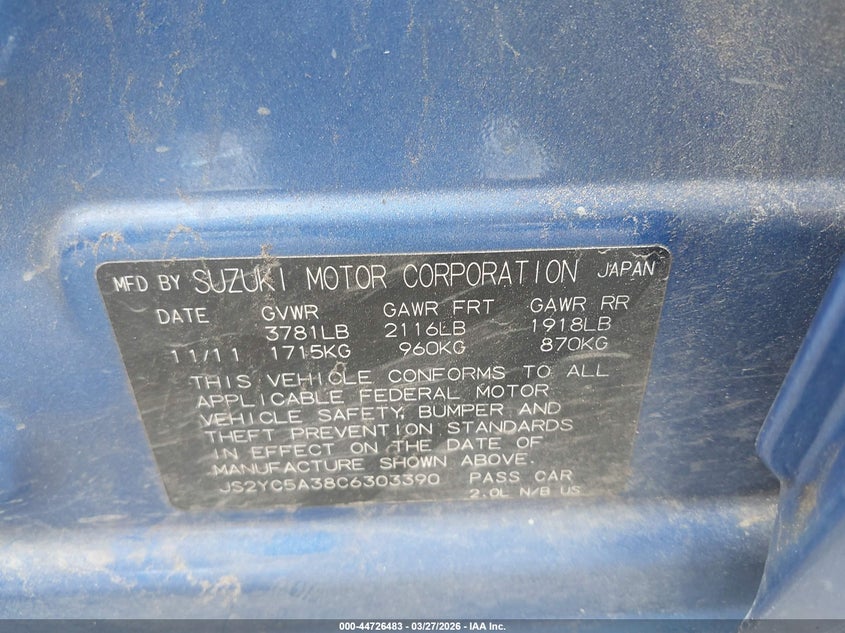 MFD BY SUZUKI MOTOR CORPORATION JAPAN
DATE GVWR GAWR FRT GAWR RR
3781LB 2116LB 1918LB
11/11 1715KG 960KG 870KG
THIS VEHICLE CONFORMS TO ALL
APPLICABLE FEDERAL MOTOR
VEHICLE SAFETY, BUMPER AND
THEFT PREVENTION STANDARDS
IN EFFECT ON THE DATE OF
MANUFACTURE SHOWN ABOVE.
JS2YC5A38C6303390 PASS CAR
2.0L N/B US
000-44726483 - 03/27/2026 - IAA Inc.